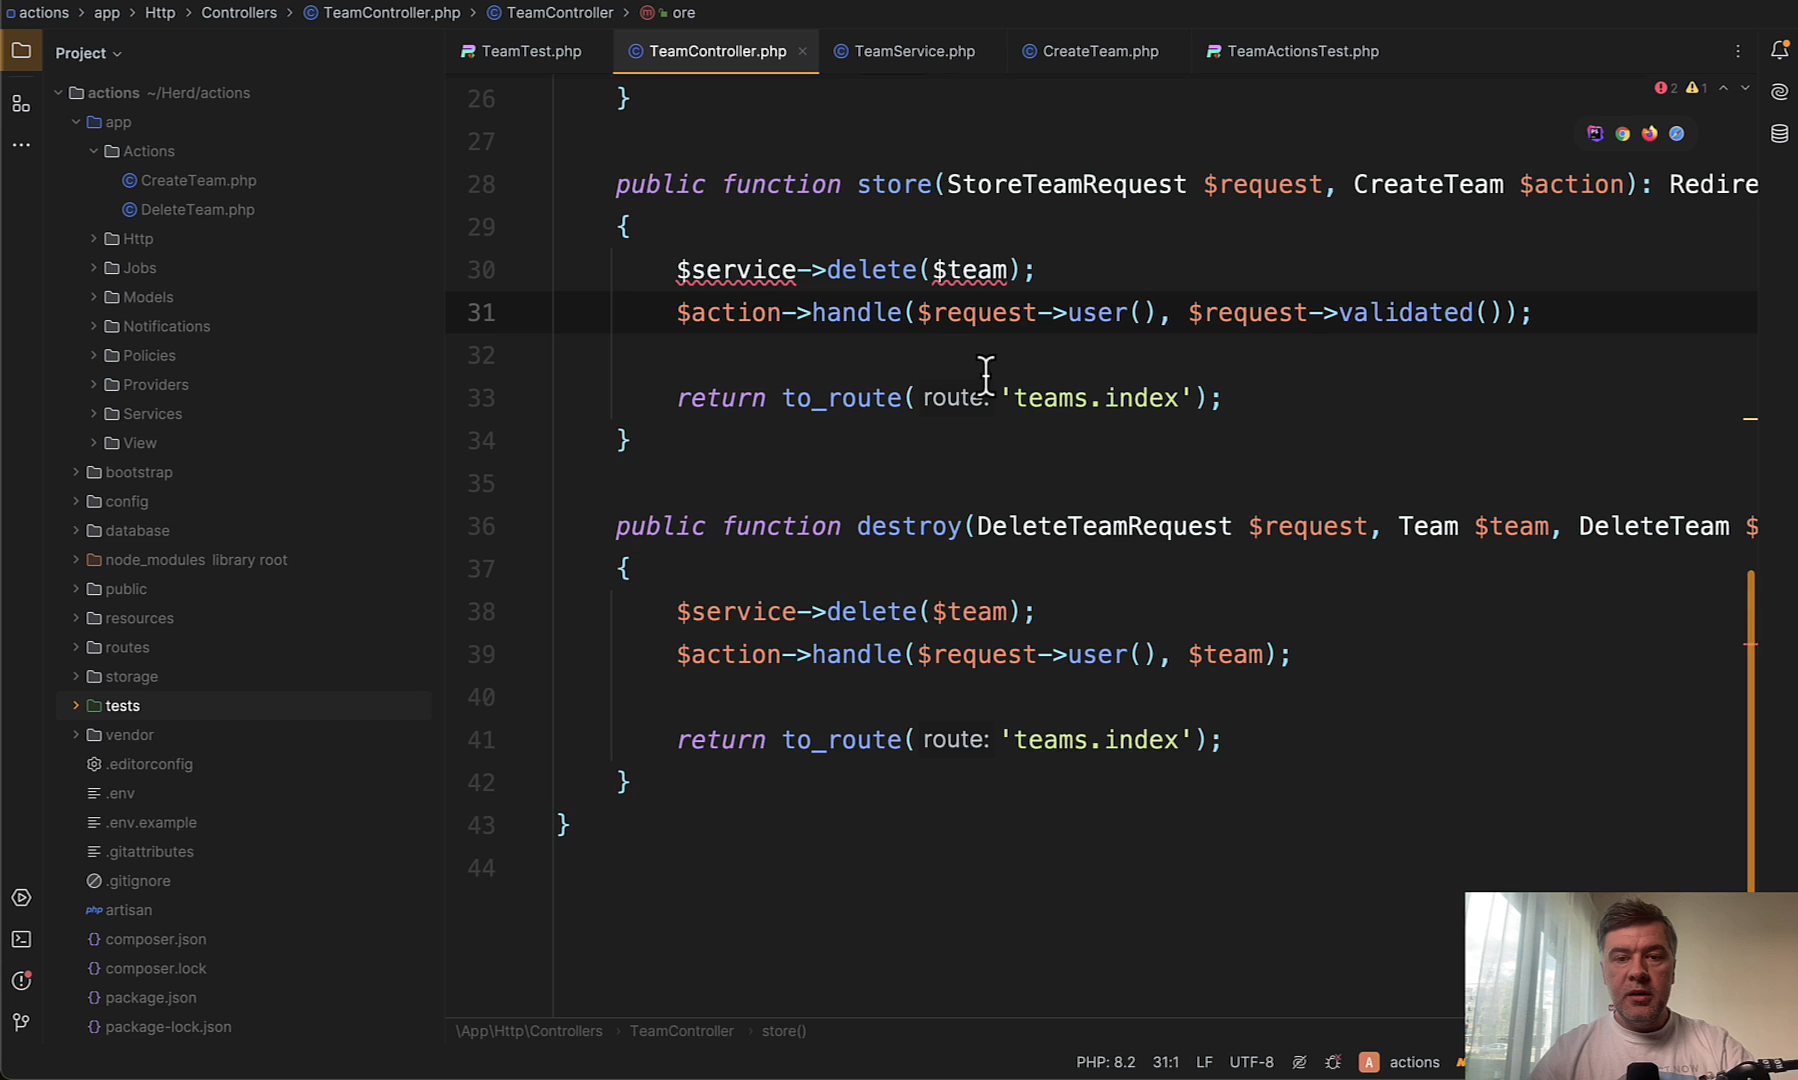 actions > app > Http > Controllers > TeamController.php > TeamController > ore
Project
TeamTest.php
TeamController.php
TeamService.php
CreateTeam.php
TeamActionsTest.php
2 1
actions ~/Herd/actions
app
Actions
CreateTeam.php
DeleteTeam.php
Http
Jobs
Models
Notifications
Policies
Providers
Services
View
bootstrap
config
database
node_modules library root
public
resources
routes
storage
tests
vendor
.editorconfig
.env
.env.example
.gitattributes
.gitignore
php artisan
composer.json
composer.lock
package.json
package-lock.json
26 }
27
28 public function store(StoreTeamRequest $request, CreateTeam $action): Redire
29 {
30 $service->delete($team);
31 $action->handle($request->user(), $request->validated());
32
33 return to_route( route: 'teams.index');
34 }
35
36 public function destroy(DeleteTeamRequest $request, Team $team, DeleteTeam $
37 {
38 $service->delete($team);
39 $action->handle($request->user(), $team);
40
41 return to_route( route: 'teams.index');
42 }
43 }
44
\App\Http\Controllers > TeamController > store()
PHP: 8.2 31:1 LF UTF-8 A actions